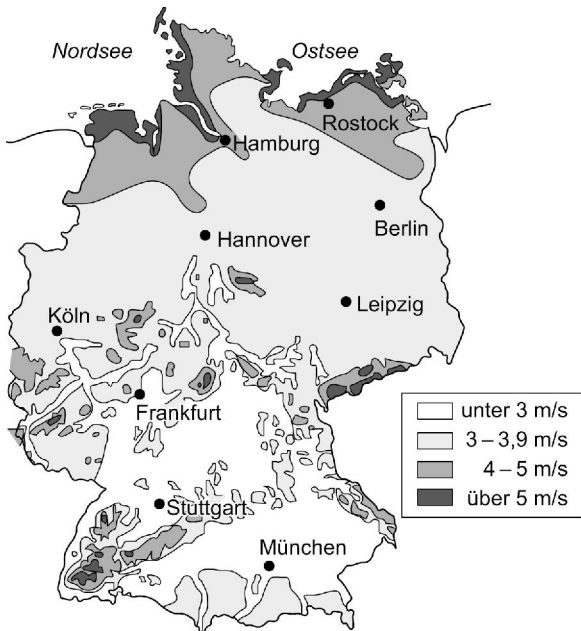 Nordsee
Ostsee
Rostock
Hamburg
Berlin
Hannover
Leipzig
Köln
Frankfurt
unter 3 m/s
3 – 3,9 m/s
4 – 5 m/s
über 5 m/s
Stuttgart
München